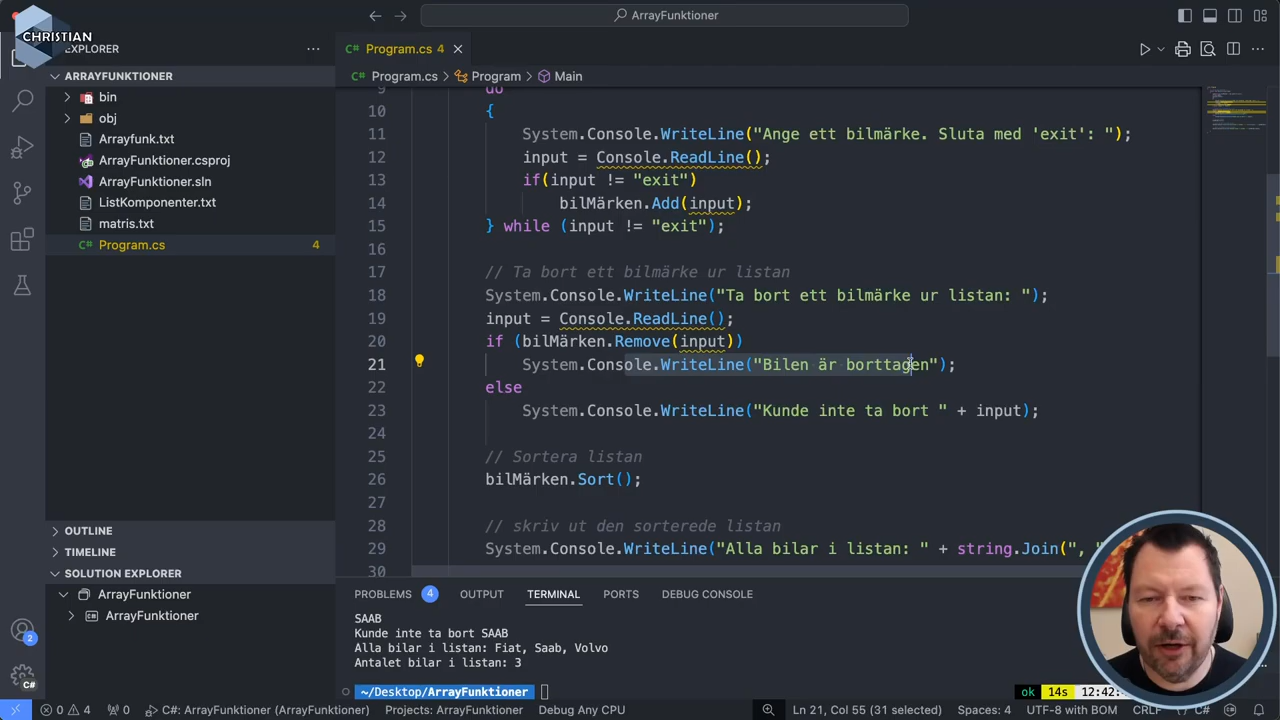 CHRISTIAN
ArrayFunktioner
EXPLORER
ARRAYFUNKTIONER
bin
obj
Arrayfunk.txt
ArrayFunktioner.csproj
ArrayFunktioner.sln
ListKomponenter.txt
matris.txt
C# Program.cs 4
OUTLINE
TIMELINE
SOLUTION EXPLORER
ArrayFunktioner
ArrayFunktioner
C# Program.cs 4
C# Program.cs > Program > Main
9 do
10 {
11 System.Console.WriteLine("Ange ett bilmärke. Sluta med 'exit': ");
12 input = Console.ReadLine();
13 if(input != "exit")
14 bilMärken.Add(input);
15 } while (input != "exit");
16
17 // Ta bort ett bilmärke ur listan
18 System.Console.WriteLine("Ta bort ett bilmärke ur listan: ");
19 input = Console.ReadLine();
20 if (bilMärken.Remove(input))
21 System.Console.WriteLine("Bilen är borttagen");
22 else
23 System.Console.WriteLine("Kunde inte ta bort " + input);
24
25 // Sortera listan
26 bilMärken.Sort();
27
28 // skriv ut den sorterede listan
29 System.Console.WriteLine("Alla bilar i listan: " + string.Join(", "
30
PROBLEMS 4 OUTPUT TERMINAL PORTS DEBUG CONSOLE
SAAB
Kunde inte ta bort SAAB
Alla bilar i listan: Fiat, Saab, Volvo
Antalet bilar i listan: 3
~/Desktop/ArrayFunktioner ok 14s 12:42:
2
C#
0 4 0 C#: ArrayFunktioner (ArrayFunktioner) Projects: ArrayFunktioner Debug Any CPU Ln 21, Col 55 (31 selected) Spaces: 4 UTF-8 with BOM CRLF C#